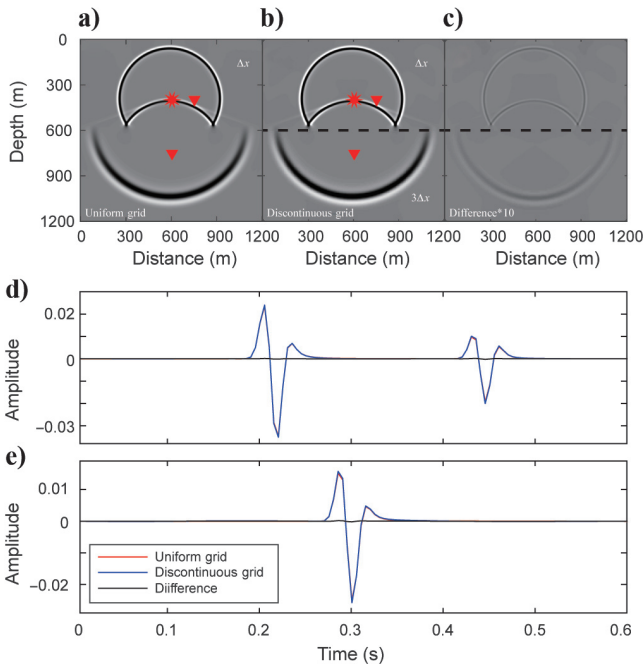 a)
b)
c)
0
300
600
900
1200
Depth (m)
Δx
Δx
Uniform grid
Discontinuous grid
3Δx
Difference*10
300 600 900 1200
300 600 900 1200
300 600 900 1200
Distance (m)
Distance (m)
Distance (m)
d)
0.02
0
−0.03
Amplitude
e)
0.01
0
−0.02
Amplitude
Uniform grid
Discontinuous grid
Diifference
0 0.1 0.2 0.3 0.4 0.5 0.6
Time (s)